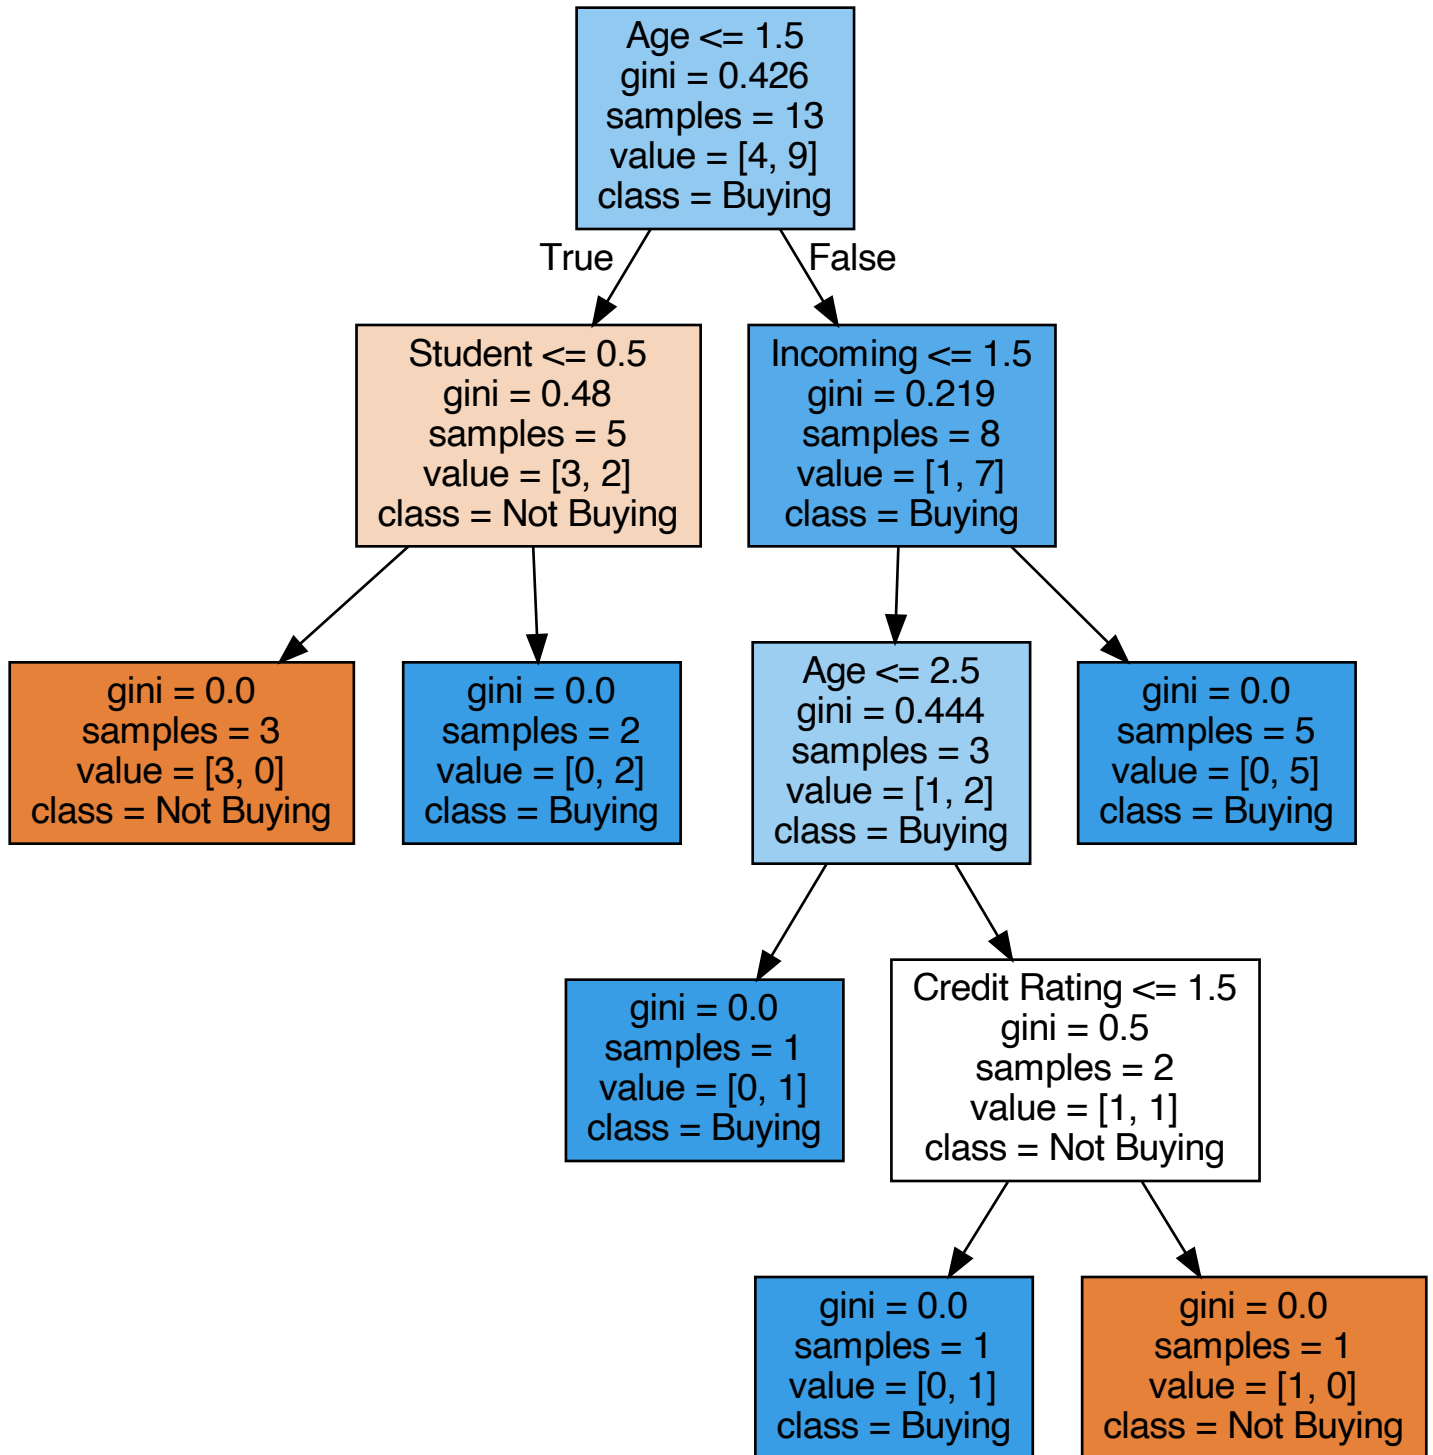 Age <= 1.5
gini = 0.426
samples = 13
value = [4, 9]
class = Buying
True
False
Student <= 0.5
gini = 0.48
samples = 5
value = [3, 2]
class = Not Buying
Incoming <= 1.5
gini = 0.219
samples = 8
value = [1, 7]
class = Buying
gini = 0.0
samples = 3
value = [3, 0]
class = Not Buying
gini = 0.0
samples = 2
value = [0, 2]
class = Buying
Age <= 2.5
gini = 0.444
samples = 3
value = [1, 2]
class = Buying
gini = 0.0
samples = 5
value = [0, 5]
class = Buying
gini = 0.0
samples = 1
value = [0, 1]
class = Buying
Credit Rating <= 1.5
gini = 0.5
samples = 2
value = [1, 1]
class = Not Buying
gini = 0.0
samples = 1
value = [0, 1]
class = Buying
gini = 0.0
samples = 1
value = [1, 0]
class = Not Buying